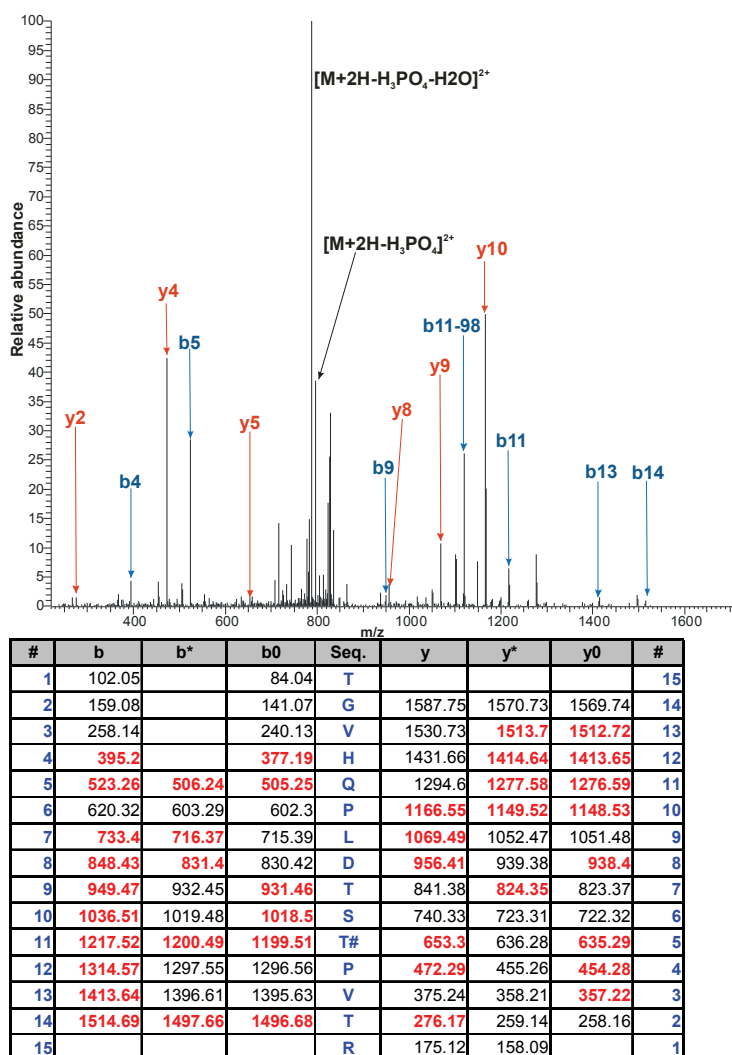 100
95
90
85
80
75
70
65
60
55
50
45
40
35
30
25
20
15
10
5
0
Relative abundance
[M+2H-H₃PO₄-H2O]²⁺
[M+2H-H₃PO₄]²⁺
y10
y4
b11-98
b5
y9
y2
y5
y8
b9
b11
b4
b13 b14
400 600 800 1000 1200 1400 1600
m/z
# b b* b0 Seq. y y* y0 #
1 102.05 84.04 T 15
2 159.08 141.07 G 1587.75 1570.73 1569.74 14
3 258.14 240.13 V 1530.73 1513.7 1512.72 13
4 395.2 377.19 H 1431.66 1414.64 1413.65 12
5 523.26 506.24 505.25 Q 1294.6 1277.58 1276.59 11
6 620.32 603.29 602.3 P 1166.55 1149.52 1148.53 10
7 733.4 716.37 715.39 L 1069.49 1052.47 1051.48 9
8 848.43 831.4 830.42 D 956.41 939.38 938.4 8
9 949.47 932.45 931.46 T 841.38 824.35 823.37 7
10 1036.51 1019.48 1018.5 S 740.33 723.31 722.32 6
11 1217.52 1200.49 1199.51 T# 653.3 636.28 635.29 5
12 1314.57 1297.55 1296.56 P 472.29 455.26 454.28 4
13 1413.64 1396.61 1395.63 V 375.24 358.21 357.22 3
14 1514.69 1497.66 1496.68 T 276.17 259.14 258.16 2
15 R 175.12 158.09 1